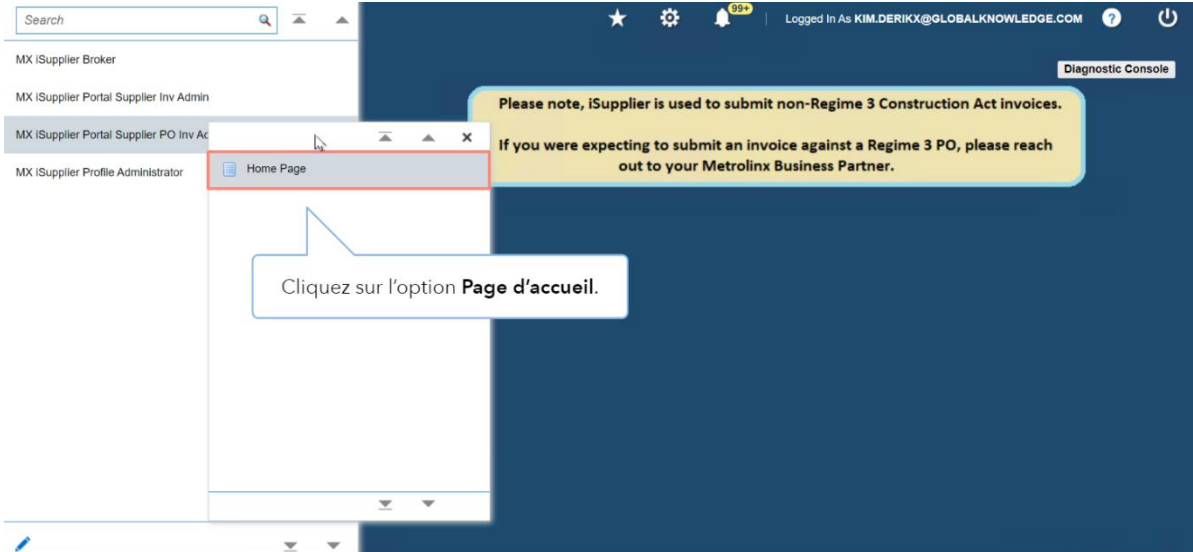 Search
99+
Logged In As KIM.DERIKX@GLOBALKNOWLEDGE.COM
?
MX iSupplier Broker
Diagnostic Console
MX iSupplier Portal Supplier Inv Admin
Please note, iSupplier is used to submit non-Regime 3 Construction Act invoices.
MX iSupplier Portal Supplier PO Inv Ac
If you were expecting to submit an invoice against a Regime 3 PO, please reach
out to your Metrolinx Business Partner.
MX iSupplier Profile Administrator
Home Page
Cliquez sur l’option Page d’accueil.